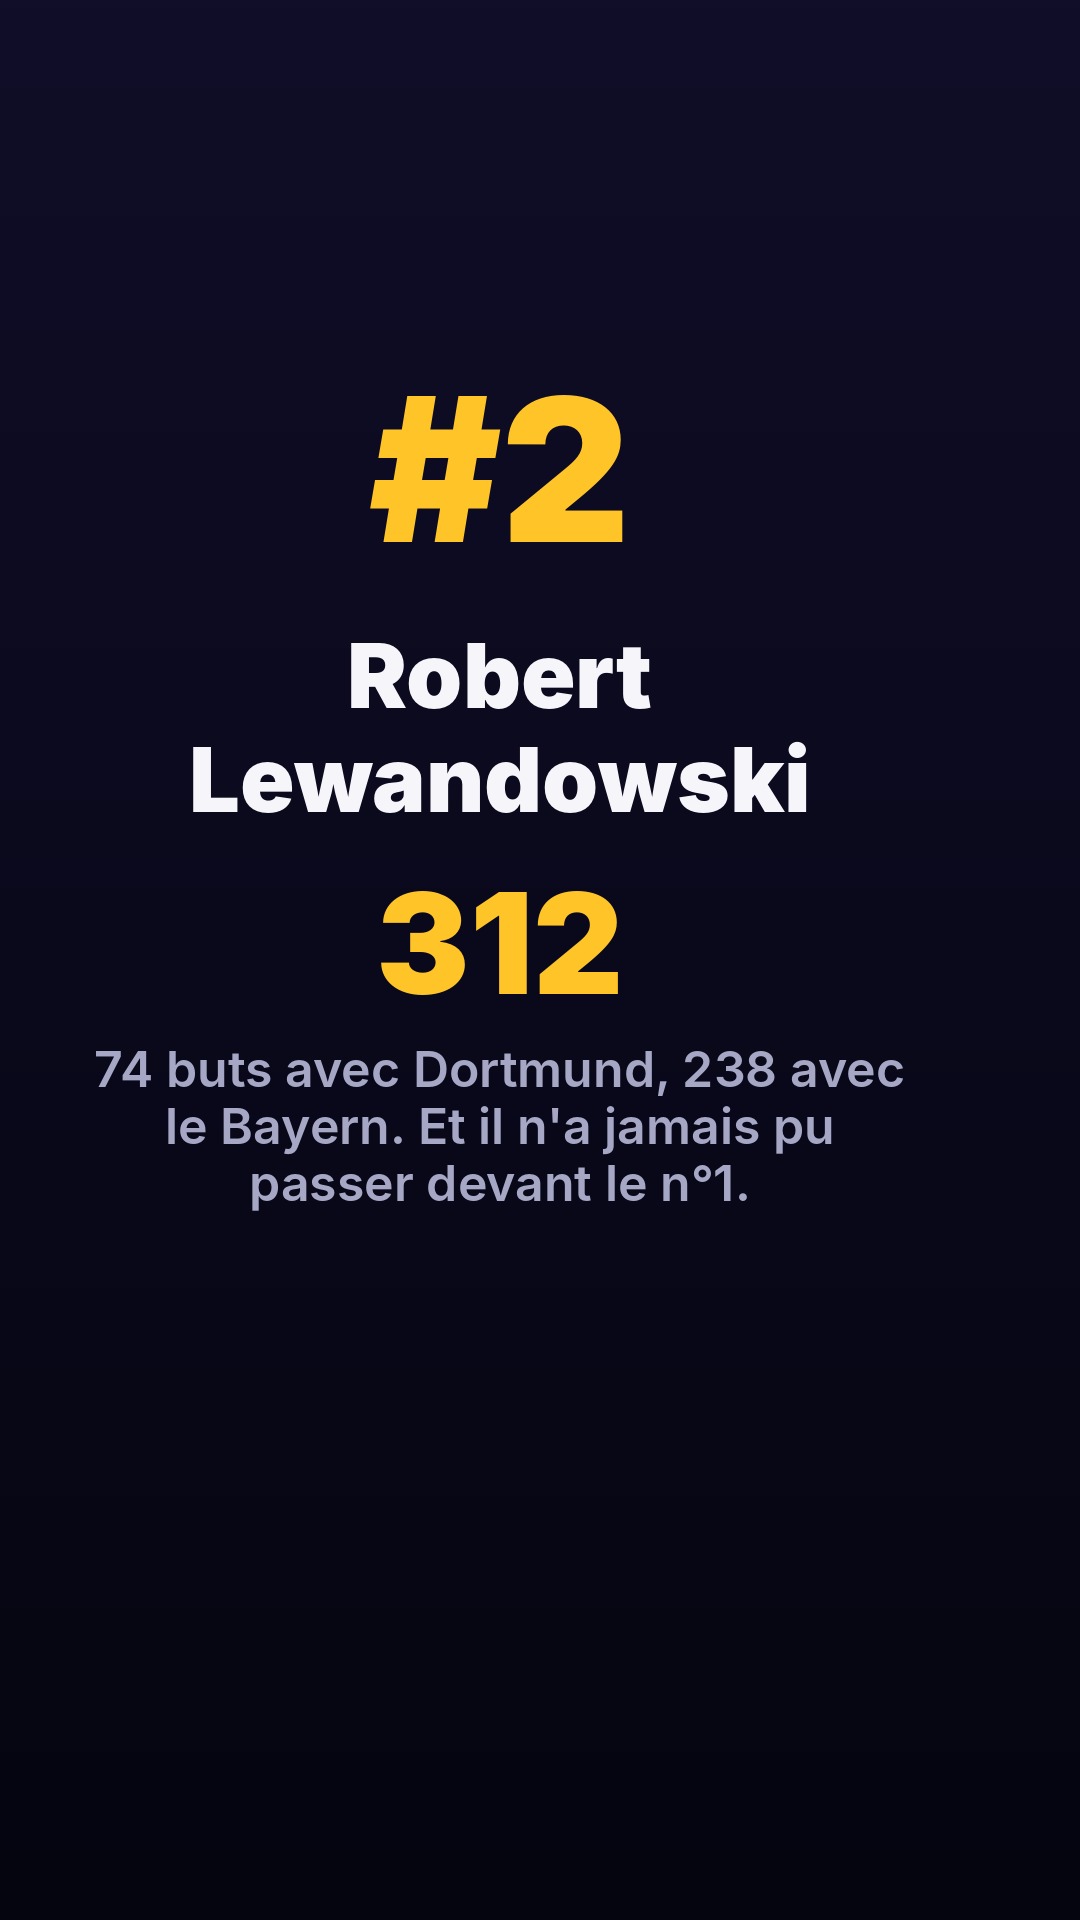 #2
Robert
Lewandowski
312
74 buts avec Dortmund, 238 avec
le Bayern. Et il n'a jamais pu
passer devant le n°1.